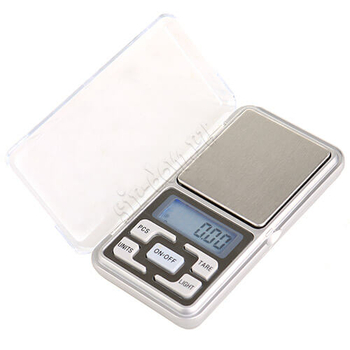 0.00
PCS
UNITS
ON/OFF
TARE
LIGHT